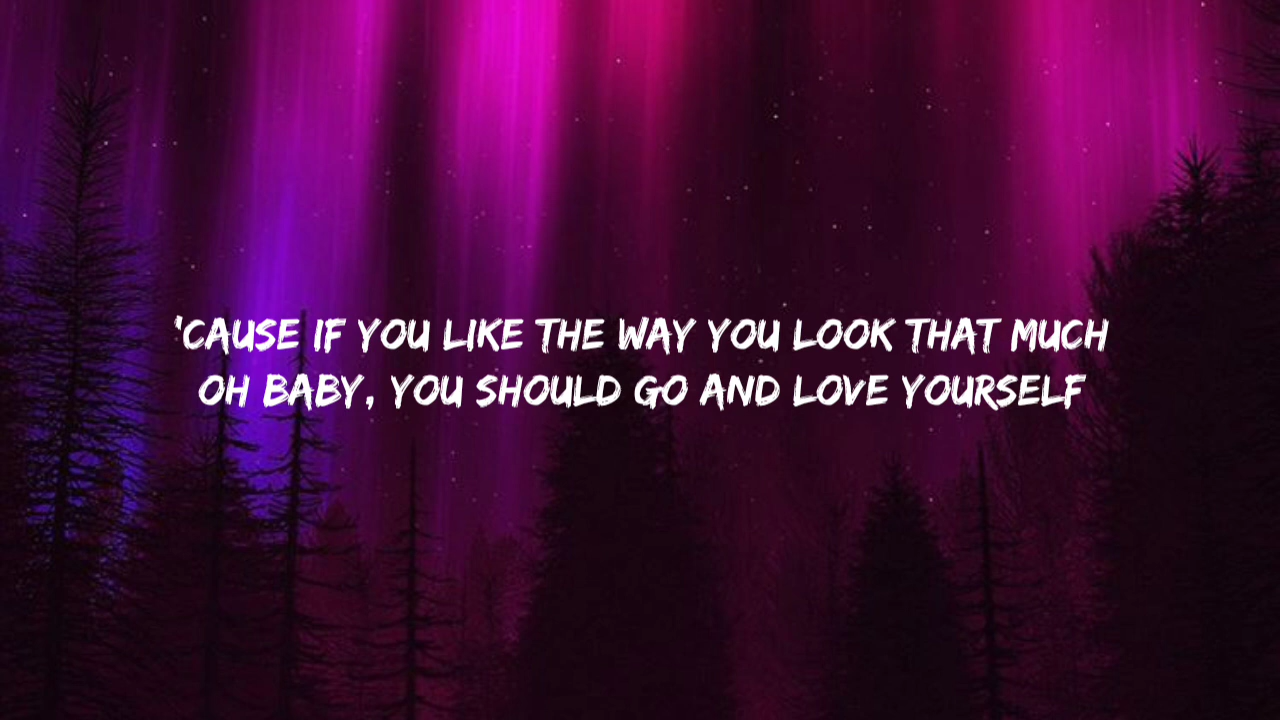 'CAUSE IF YOU LIKE THE WAY YOU LOOK THAT MUCH
OH BABY, YOU SHOULD GO AND LOVE YOURSELF